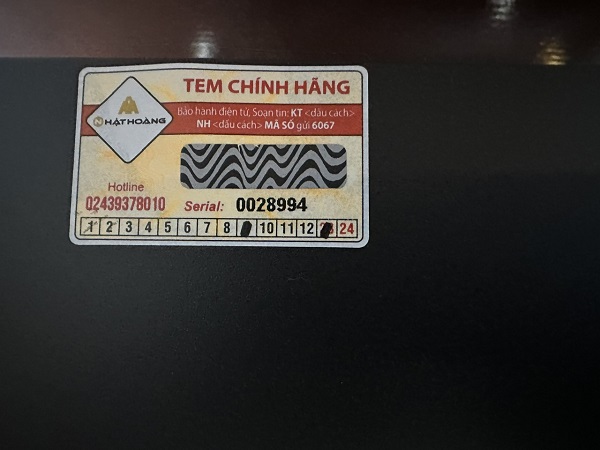 TEM CHÍNH HÃNG
NHẬT HOÀNG
Bảo hành điện tử, Soạn tin: KT <dấu cách>
NH <dấu cách> MÃ SỐ gửi 6067
Hotline
02439378010
Serial: 0028994
1 2 3 4 5 6 7 8 10 11 12 24